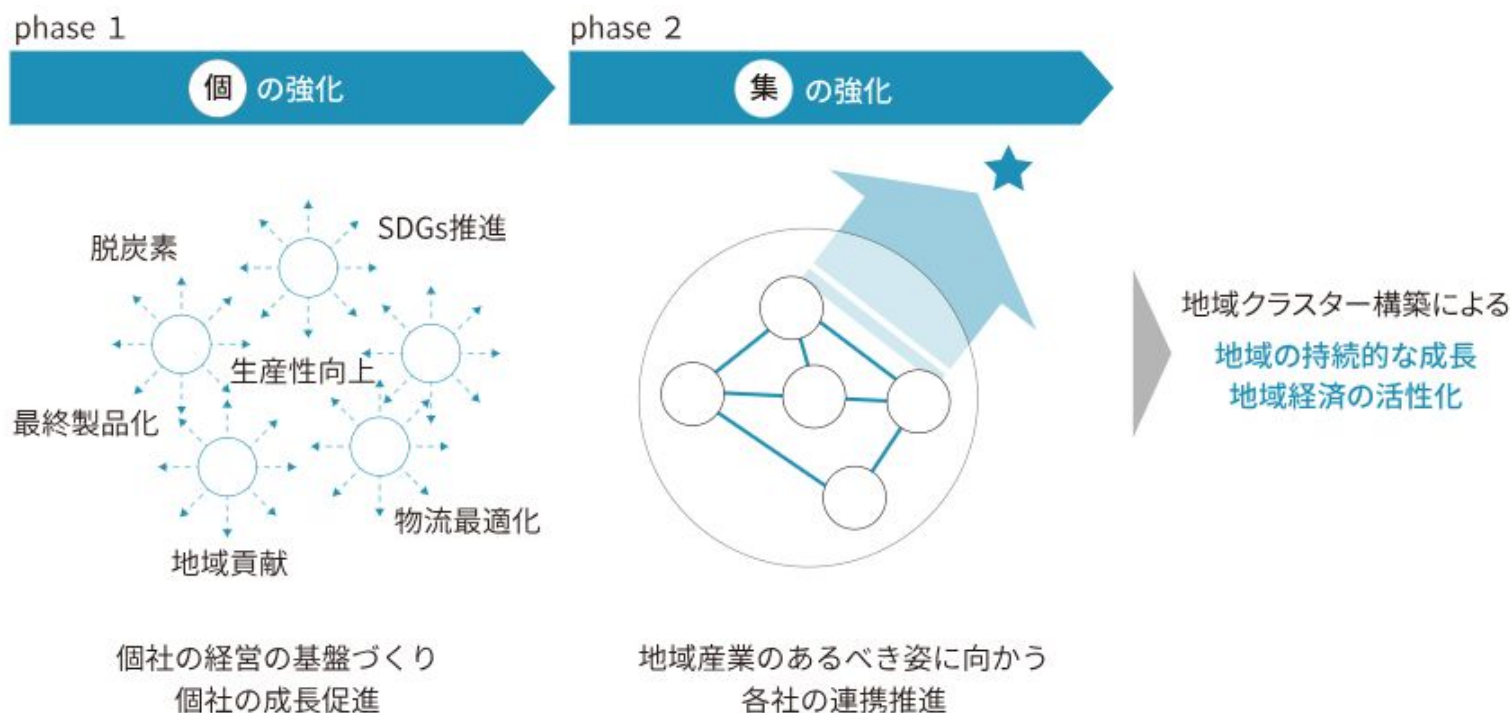 phase 1
個 の強化
phase 2
集 の強化
SDGs推進
脱炭素
生産性向上
最終製品化
物流最適化
地域貢献
個社の経営の基盤づくり
個社の成長促進
地域産業のあるべき姿に向かう
各社の連携推進
地域クラスター構築による
地域の持続的な成長
地域経済の活性化